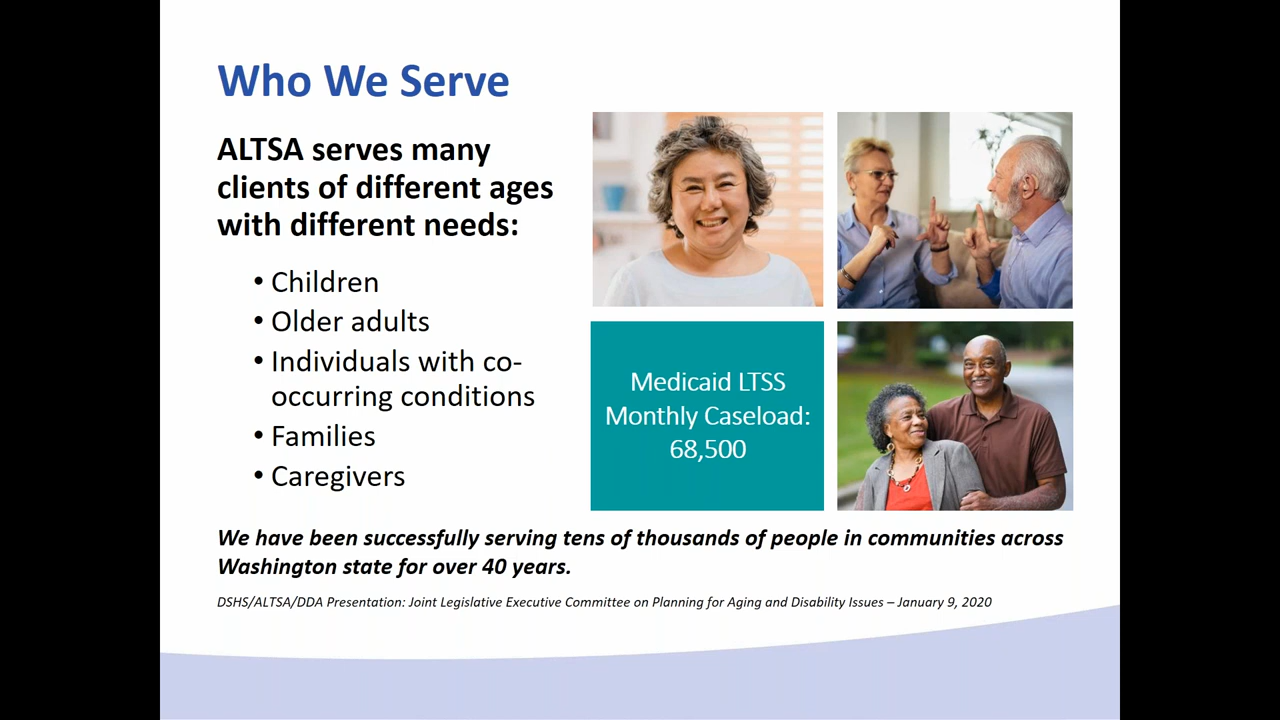 Who We Serve
ALTSA serves many
clients of different ages
with different needs:
• Children
• Older adults
• Individuals with co-
occurring conditions
• Families
• Caregivers
Medicaid LTSS
Monthly Caseload:
68,500
We have been successfully serving tens of thousands of people in communities across
Washington state for over 40 years.
DSHS/ALTSA/DDA Presentation: Joint Legislative Executive Committee on Planning for Aging and Disability Issues – January 9, 2020